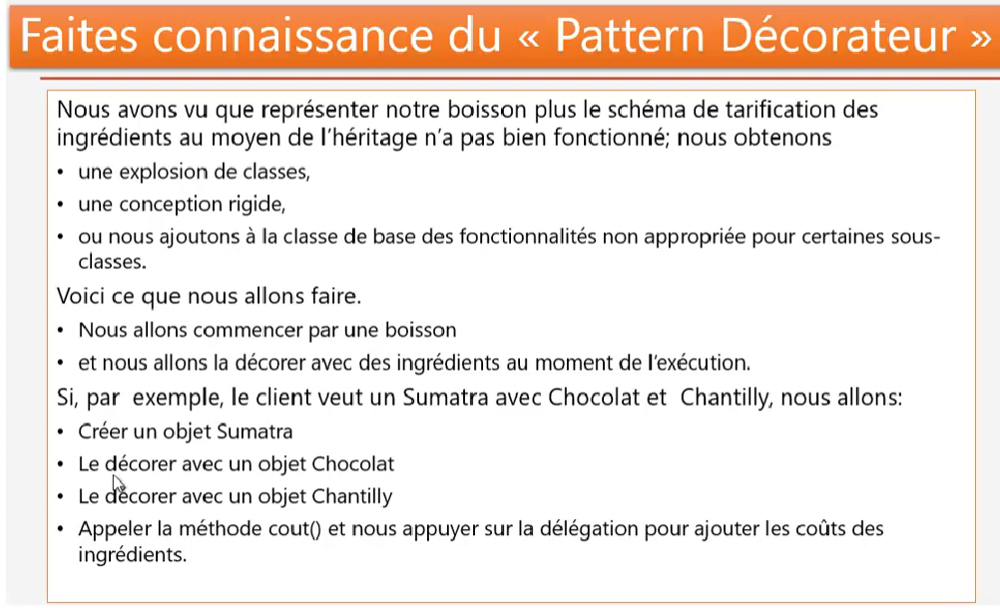 Faites connaissance du « Pattern Décorateur »
Nous avons vu que représenter notre boisson plus le schéma de tarification des
ingrédients au moyen de l'héritage n'a pas bien fonctionné; nous obtenons
• une explosion de classes,
• une conception rigide,
• ou nous ajoutons à la classe de base des fonctionnalités non appropriée pour certaines sous-
classes.
Voici ce que nous allons faire.
• Nous allons commencer par une boisson
• et nous allons la décorer avec des ingrédients au moment de l'exécution.
Si, par exemple, le client veut un Sumatra avec Chocolat et Chantilly, nous allons:
• Créer un objet Sumatra
• Le décorer avec un objet Chocolat
• Le décorer avec un objet Chantilly
• Appeler la méthode cout() et nous appuyer sur la délégation pour ajouter les coûts des
ingrédients.